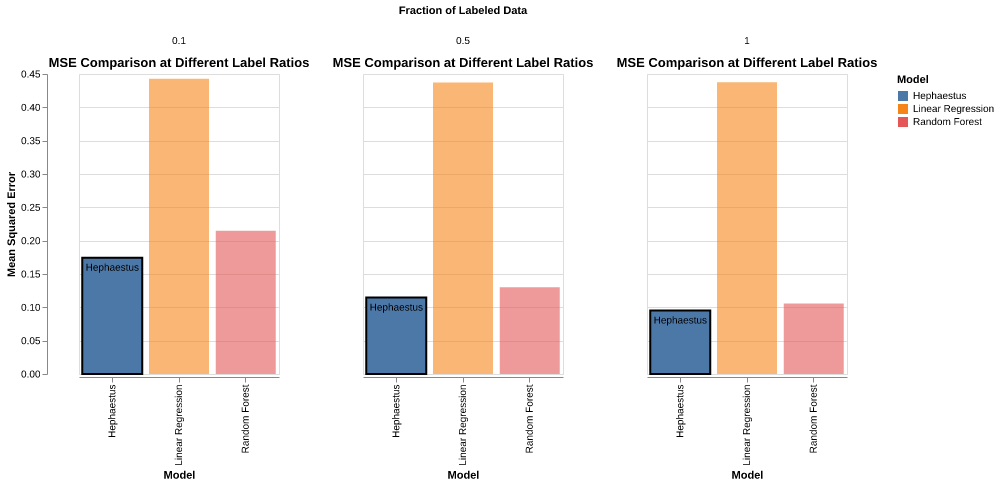 Fraction of Labeled Data
0.1
0.5
1
MSE Comparison at Different Label Ratios
MSE Comparison at Different Label Ratios
MSE Comparison at Different Label Ratios
Mean Squared Error
0.45
0.40
0.35
0.30
0.25
0.20
0.15
0.10
0.05
0.00
Hephaestus
Hephaestus
Hephaestus
Hephaestus
Linear Regression
Random Forest
Model
Hephaestus
Linear Regression
Random Forest
Model
Hephaestus
Linear Regression
Random Forest
Model
Model
Hephaestus
Linear Regression
Random Forest